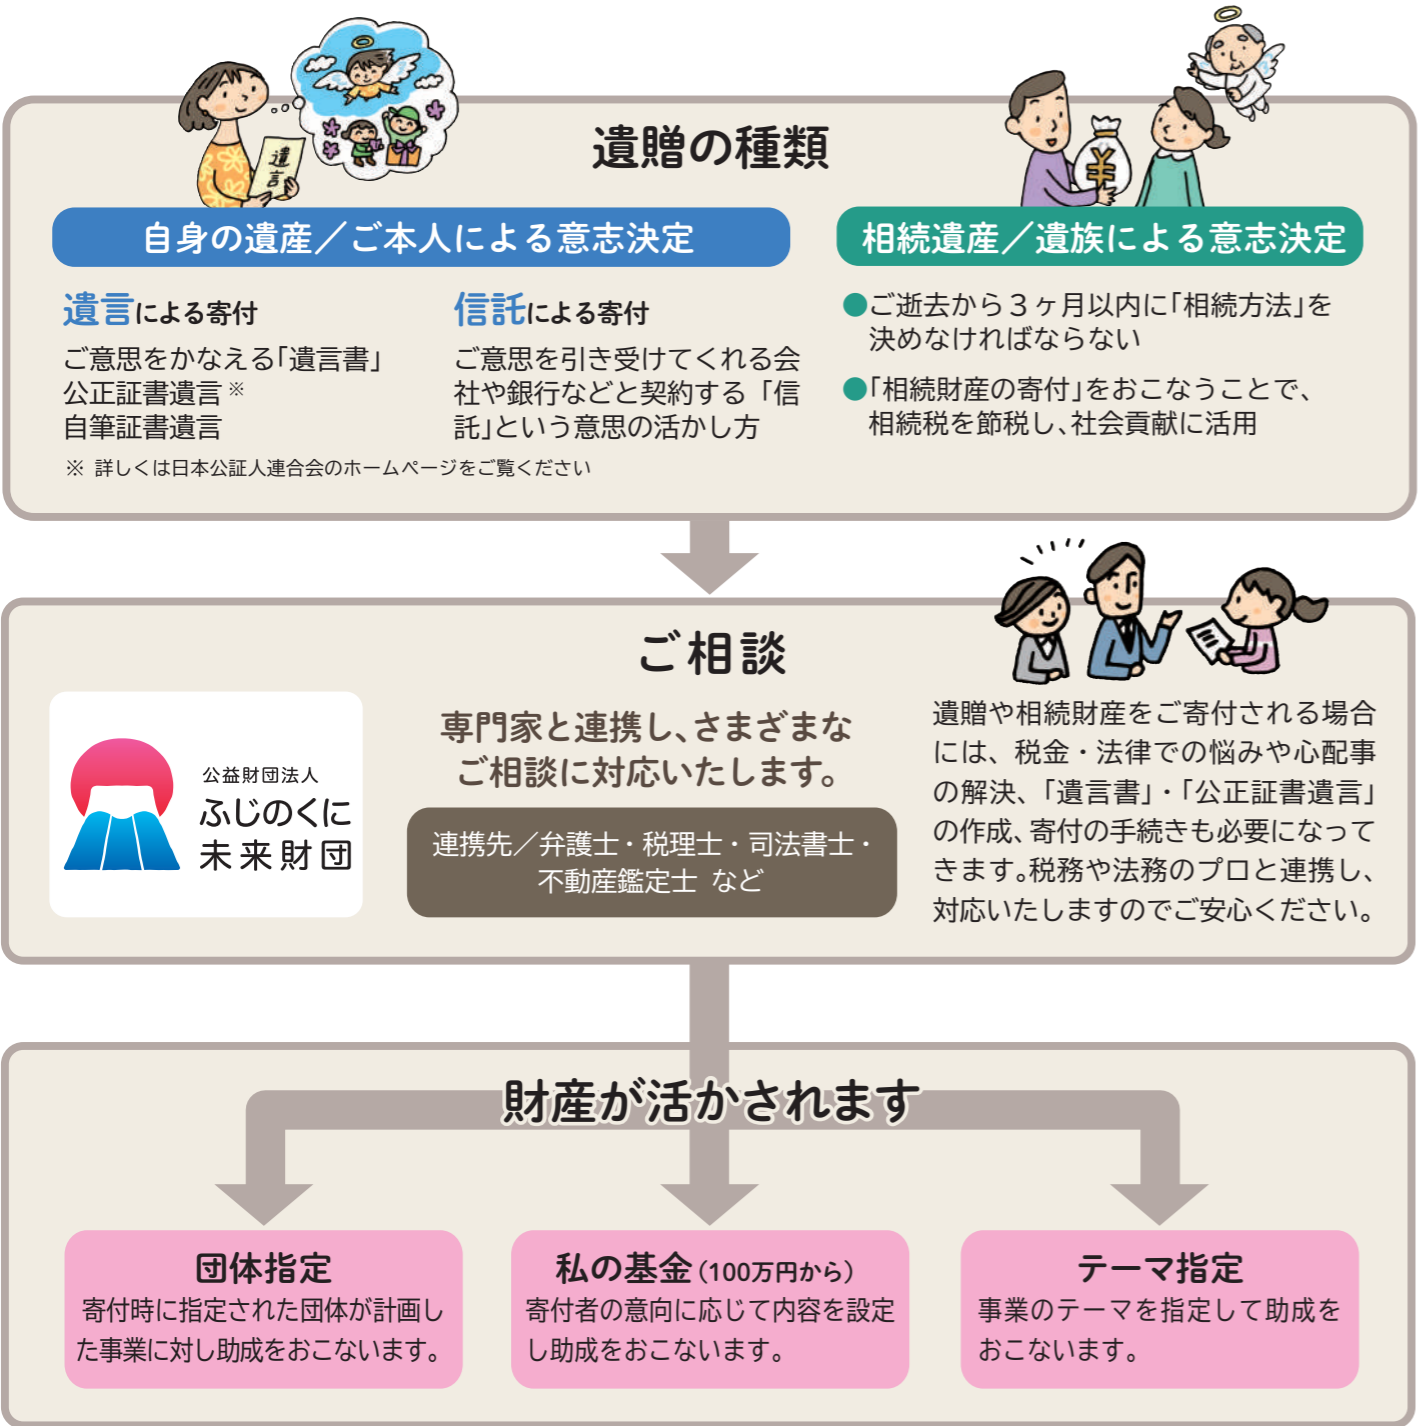 遺言
遺贈の種類
自身の遺産／ご本人による意志決定
遺言による寄付
ご意思をかなえる「遺言書」
公正証書遺言※
自筆証書遺言
信託による寄付
ご意思を引き受けてくれる会
社や銀行などと契約する「信
託」という意思の活かし方
※ 詳しくは日本公証人連合会のホームページをご覧ください
¥
相続遺産／遺族による意志決定
●ご逝去から３ヶ月以内に「相続方法」を
決めなければならない
●「相続財産の寄付」をおこなうことで、
相続税を節税し、社会貢献に活用
ご相談
公益財団法人
ふじのくに
未来財団
専門家と連携し、さまざまな
ご相談に対応いたします。
連携先／弁護士・税理士・司法書士・
不動産鑑定士 など
遺贈や相続財産をご寄付される場合
には、税金・法律での悩みや心配事
の解決、「遺言書」・「公正証書遺言」
の作成、寄付の手続きも必要になって
きます。税務や法務のプロと連携し、
対応いたしますのでご安心ください。
財産が活かされます
団体指定
寄付時に指定された団体が計画し
た事業に対し助成をおこないます。
私の基金（100万円から）
寄付者の意向に応じて内容を設定
し助成をおこないます。
テーマ指定
事業のテーマを指定して助成を
おこないます。